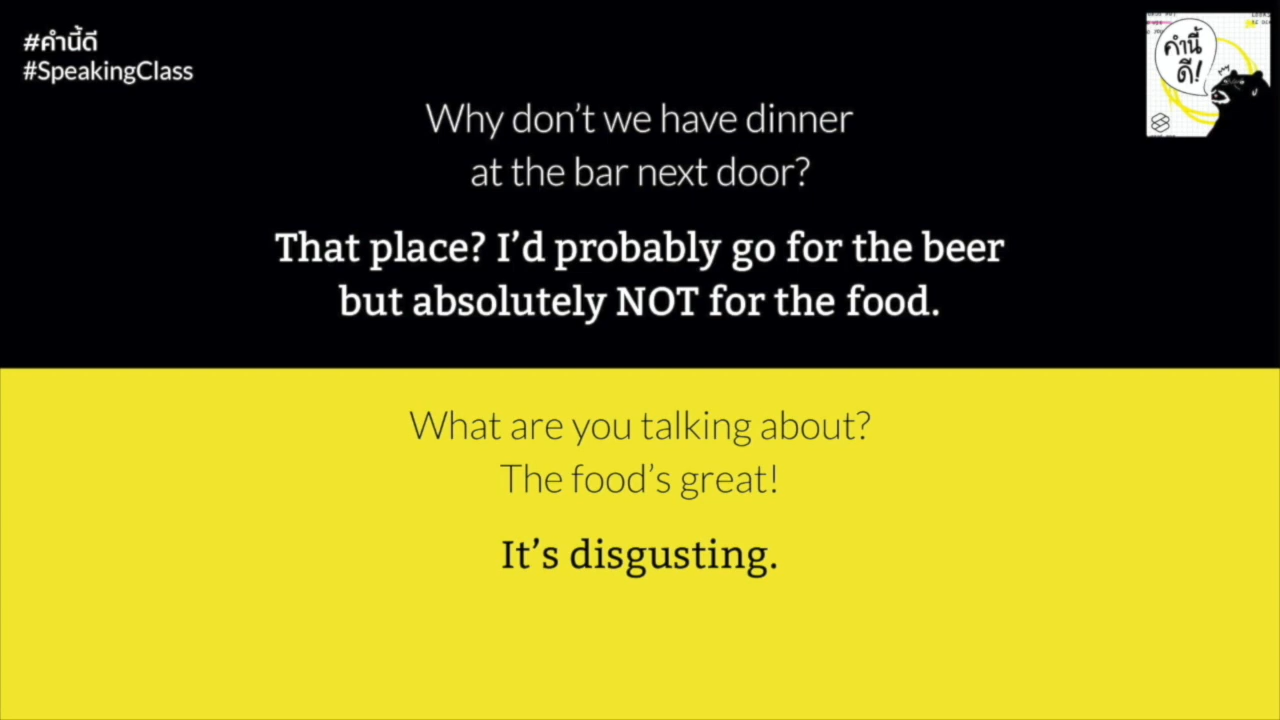 #คำนี้ดี
#SpeakingClass
คำนี้
ดี!
Why don’t we have dinner
at the bar next door?
That place? I’d probably go for the beer
but absolutely NOT for the food.
What are you talking about?
The food’s great!
It’s disgusting.